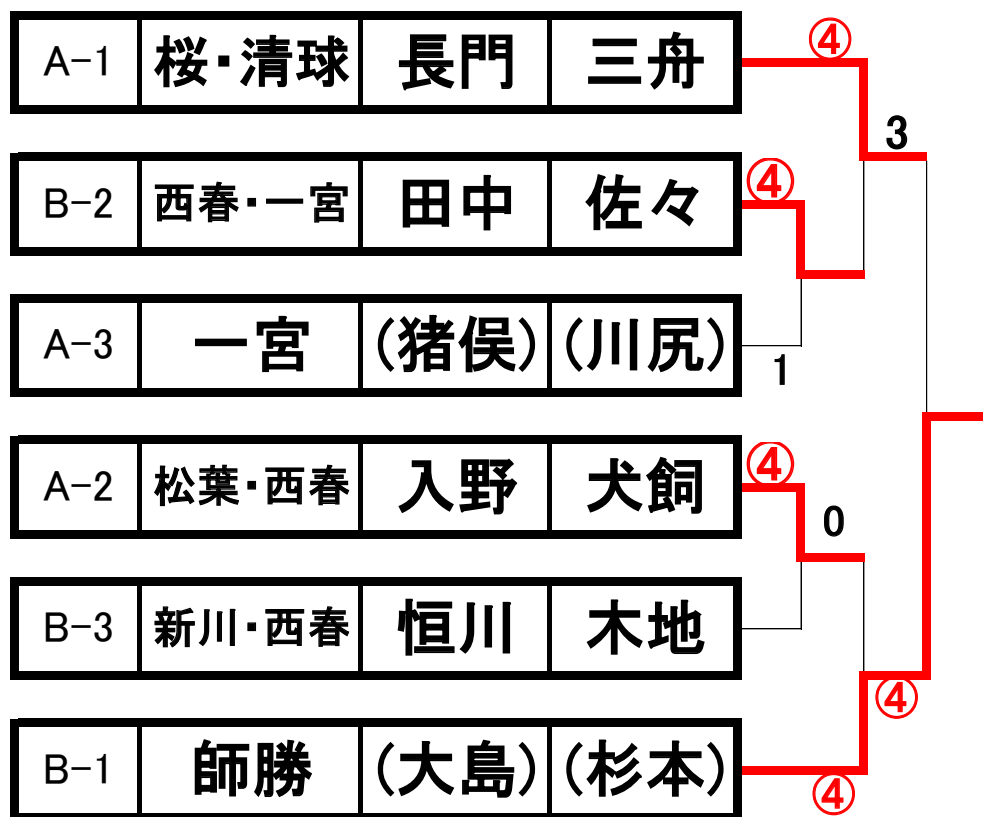 ④
A-1 桜・清球 長門 三舟
3
④
B-2 西春・一宮 田中 佐々
A-3 一宮 (猪俣) (川尻)
1
④
A-2 松葉・西春 入野 犬飼
0
B-3 新川・西春 恒川 木地
④
B-1 師勝 (大島) (杉本)
④